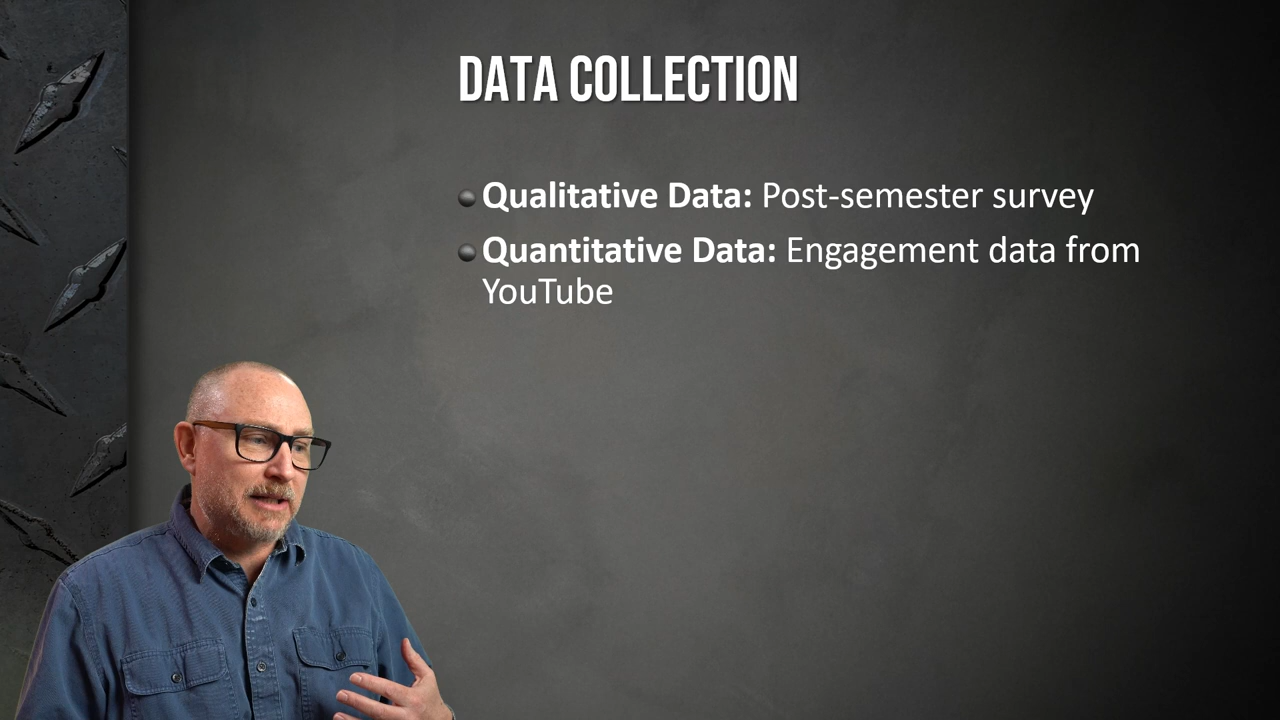 DATA COLLECTION
Qualitative Data: Post-semester survey
Quantitative Data: Engagement data from
YouTube